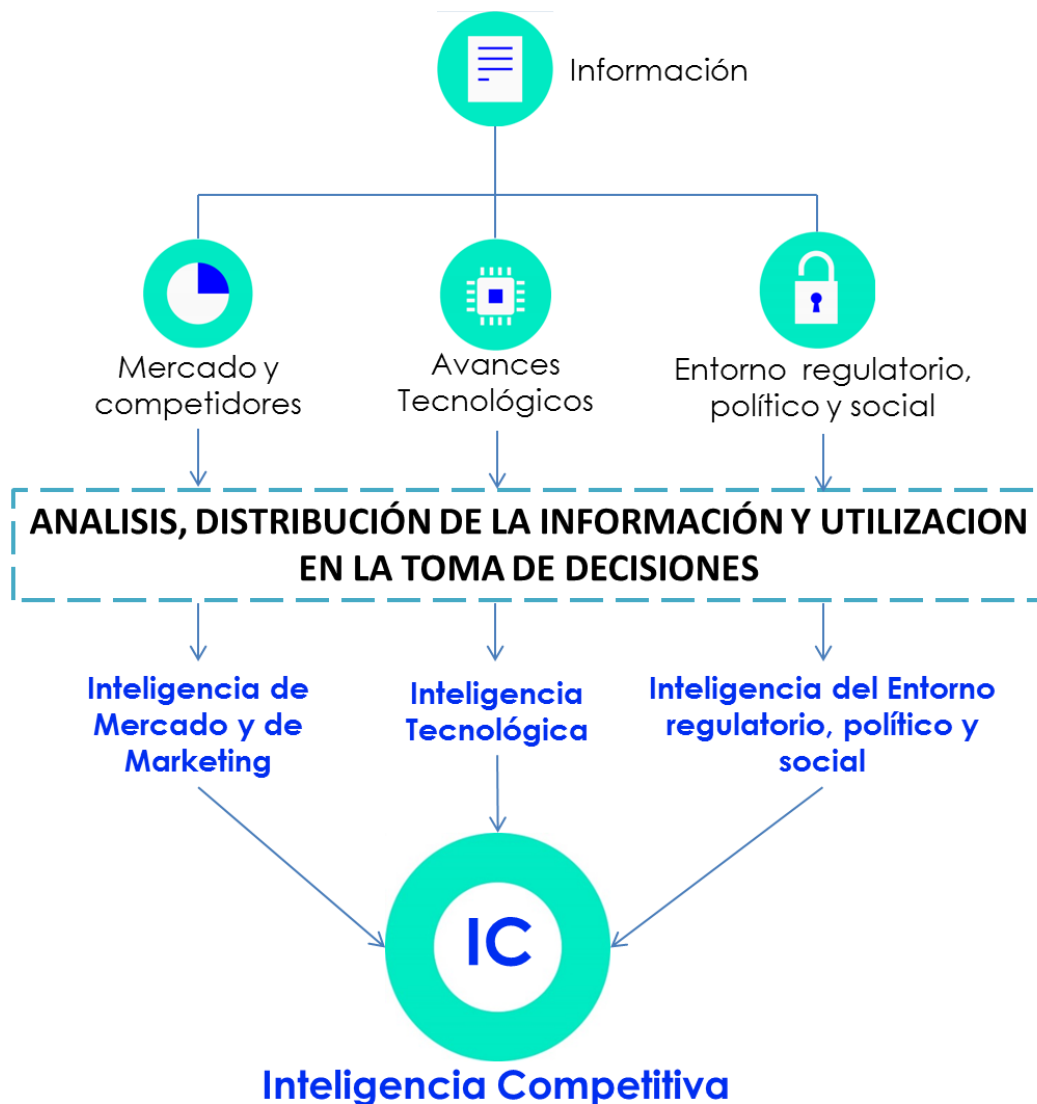 Información
Mercado y
competidores
Avances
Tecnológicos
Entorno regulatorio,
político y social
ANALISIS, DISTRIBUCIÓN DE LA INFORMACIÓN Y UTILIZACION
EN LA TOMA DE DECISIONES
Inteligencia de
Mercado y de
Marketing
Inteligencia
Tecnológica
Inteligencia del Entorno
regulatorio, político y
social
IC
Inteligencia Competitiva